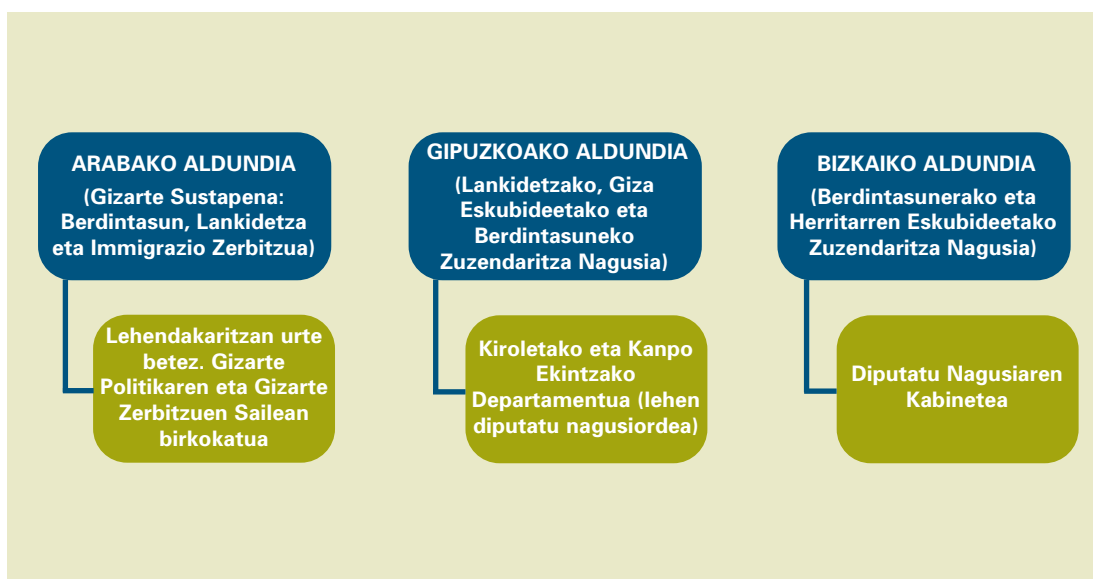 ARABAKO ALDUNDIA
(Gizarte Sustapena:
Berdintasun, Lankidetza
eta Immigrazio Zerbitzua)
Lehendakaritzan urte
betez. Gizarte
Politikaren eta Gizarte
Zerbitzuen Sailean
birkokatua
GIPUZKOAKO ALDUNDIA
(Lankidetzako, Giza
Eskubideetako eta
Berdintasuneko
Zuzendaritza Nagusia)
Kiroletako eta Kanpo
Ekintzako
Departamentua (lehen
diputatu nagusiordea)
BIZKAIKO ALDUNDIA
(Berdintasunerako eta
Herritarren Eskubideetako
Zuzendaritza Nagusia)
Diputatu Nagusiaren
Kabinetea